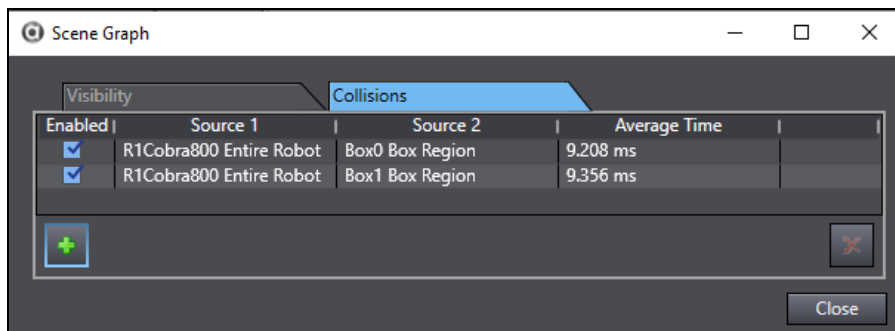 Scene Graph
Visibility
Collisions
Enabled Source 1 Source 2 Average Time
R1Cobra800 Entire Robot Box0 Box Region 9.208 ms
R1Cobra800 Entire Robot Box1 Box Region 9.356 ms
Close